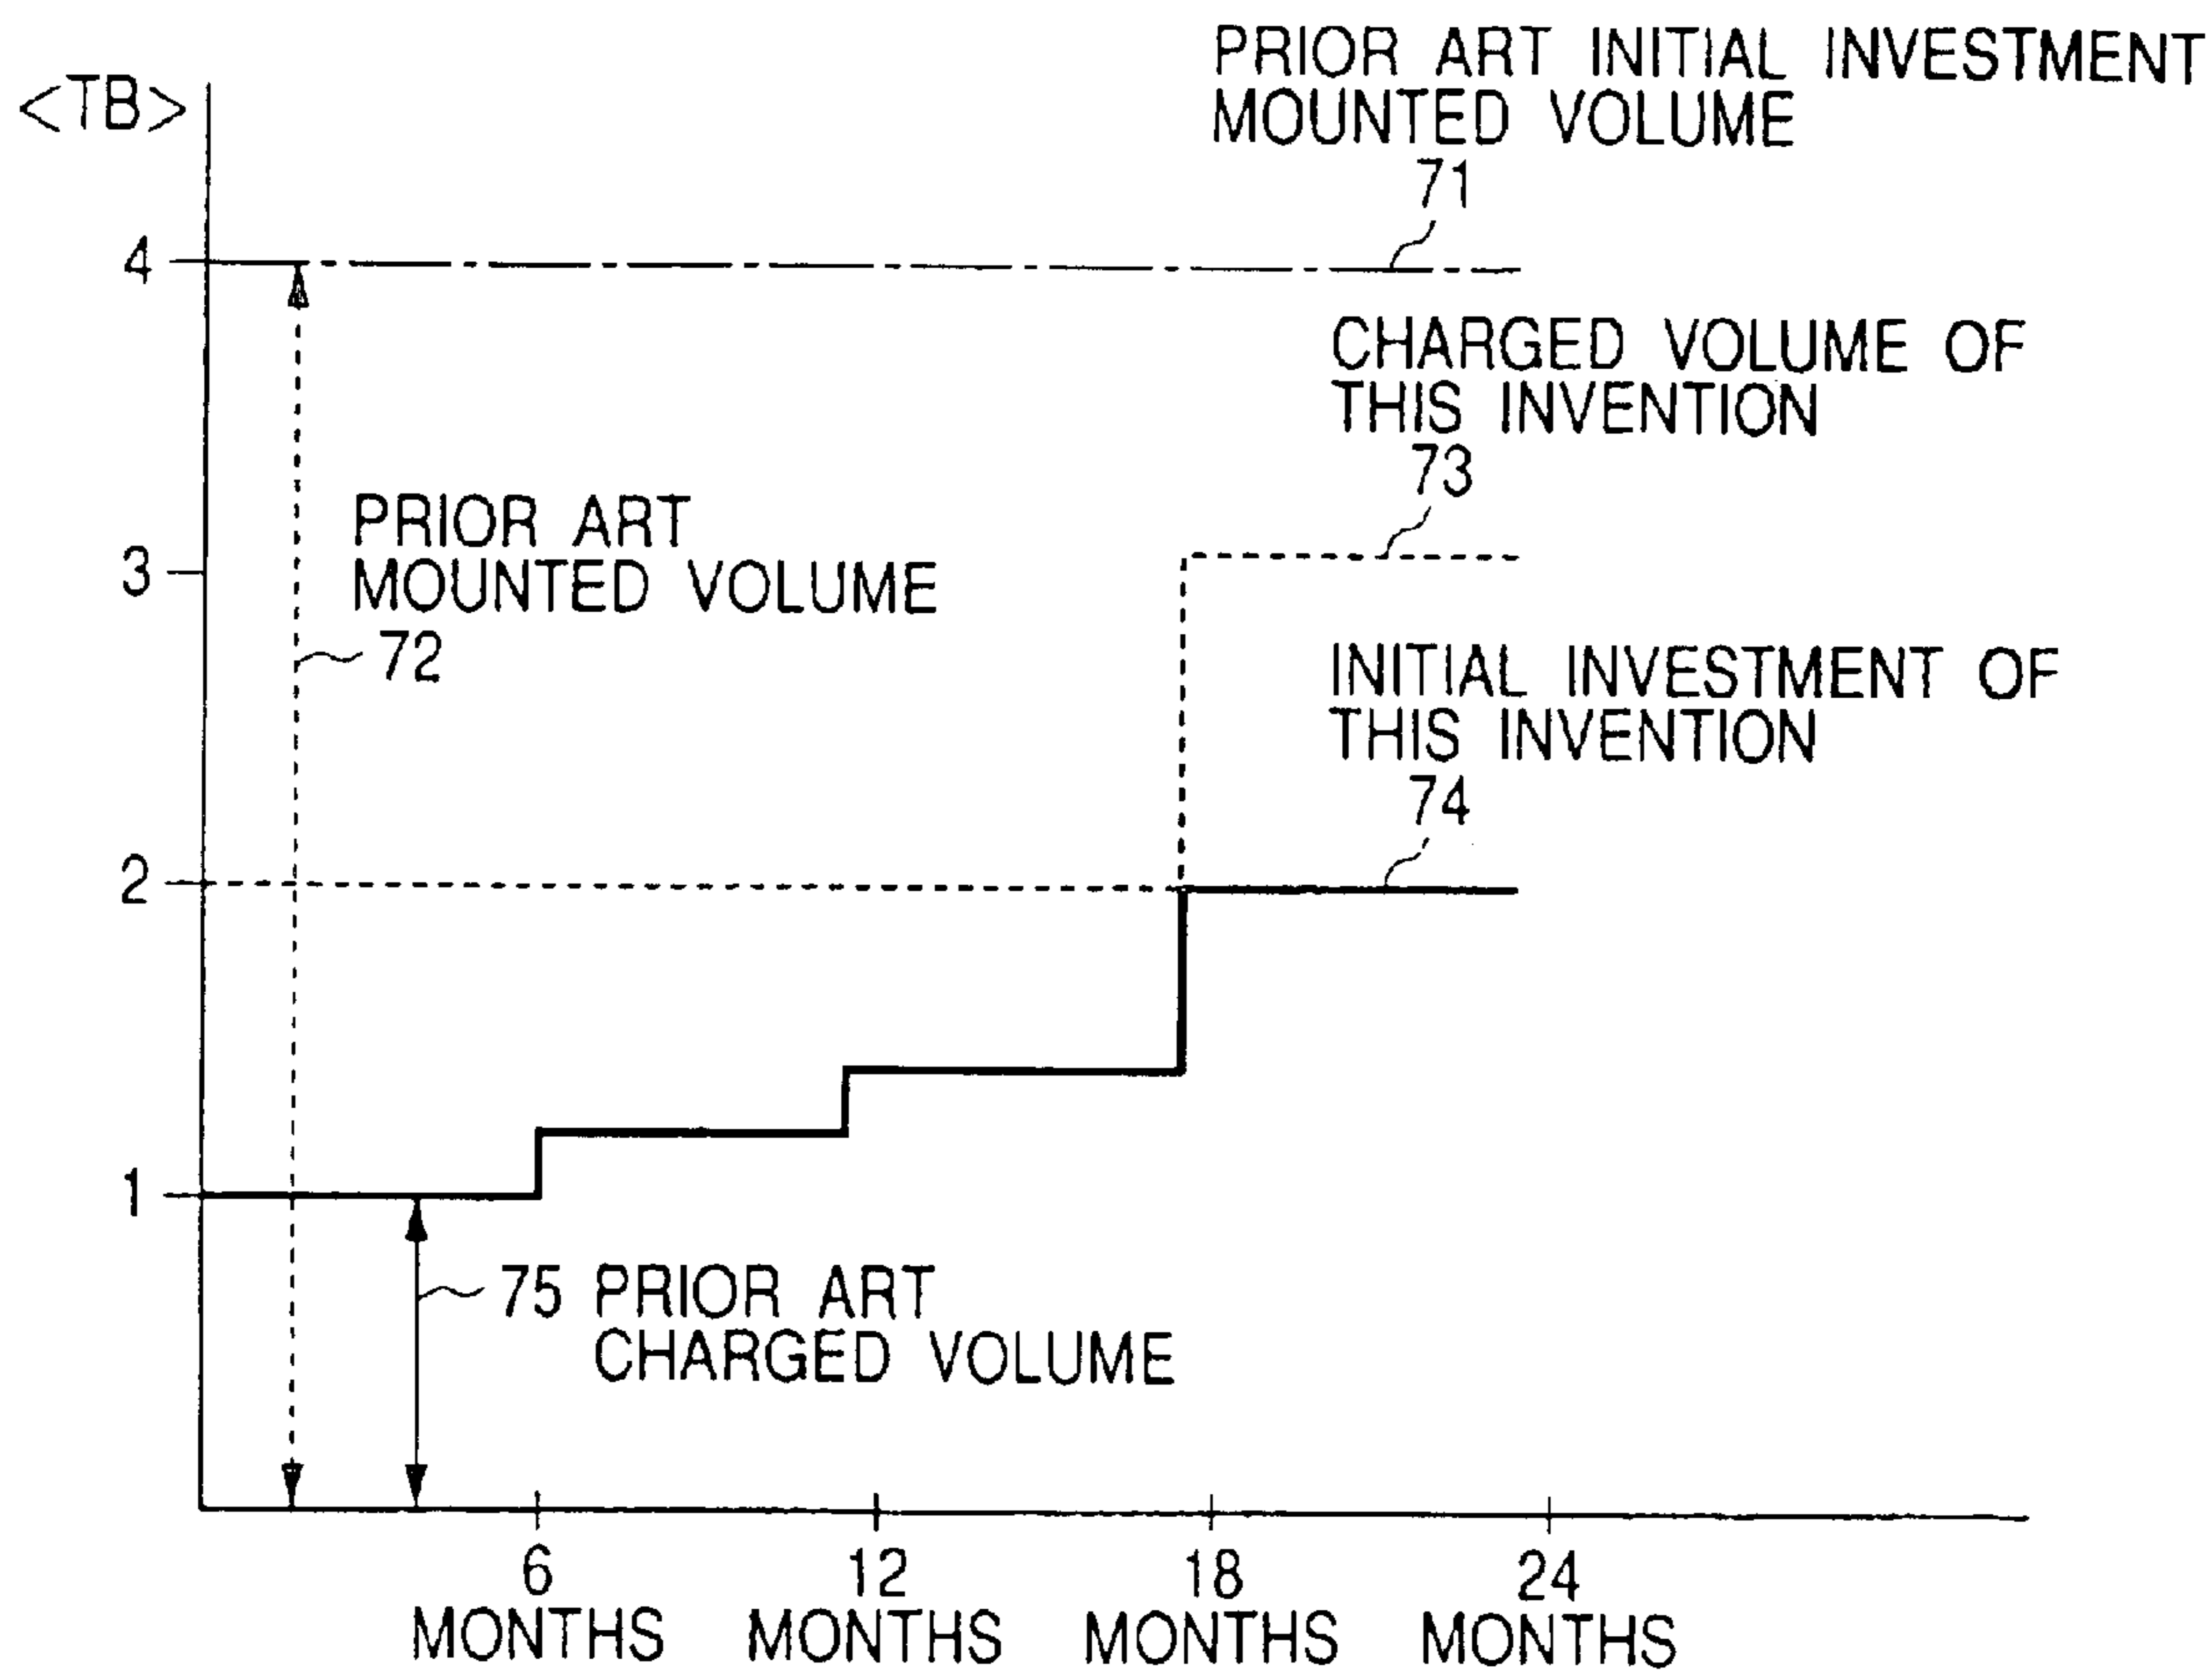 PRIOR ART INITIAL INVESTMENT
MOUNTED VOLUME
71
<TB>
4
CHARGED VOLUME OF
THIS INVENTION
73
PRIOR ART
MOUNTED VOLUME
72
3
INITIAL INVESTMENT OF
THIS INVENTION
74
2
1
75 PRIOR ART
CHARGED VOLUME
6
MONTHS
12
MONTHS
18
MONTHS
24
MONTHS